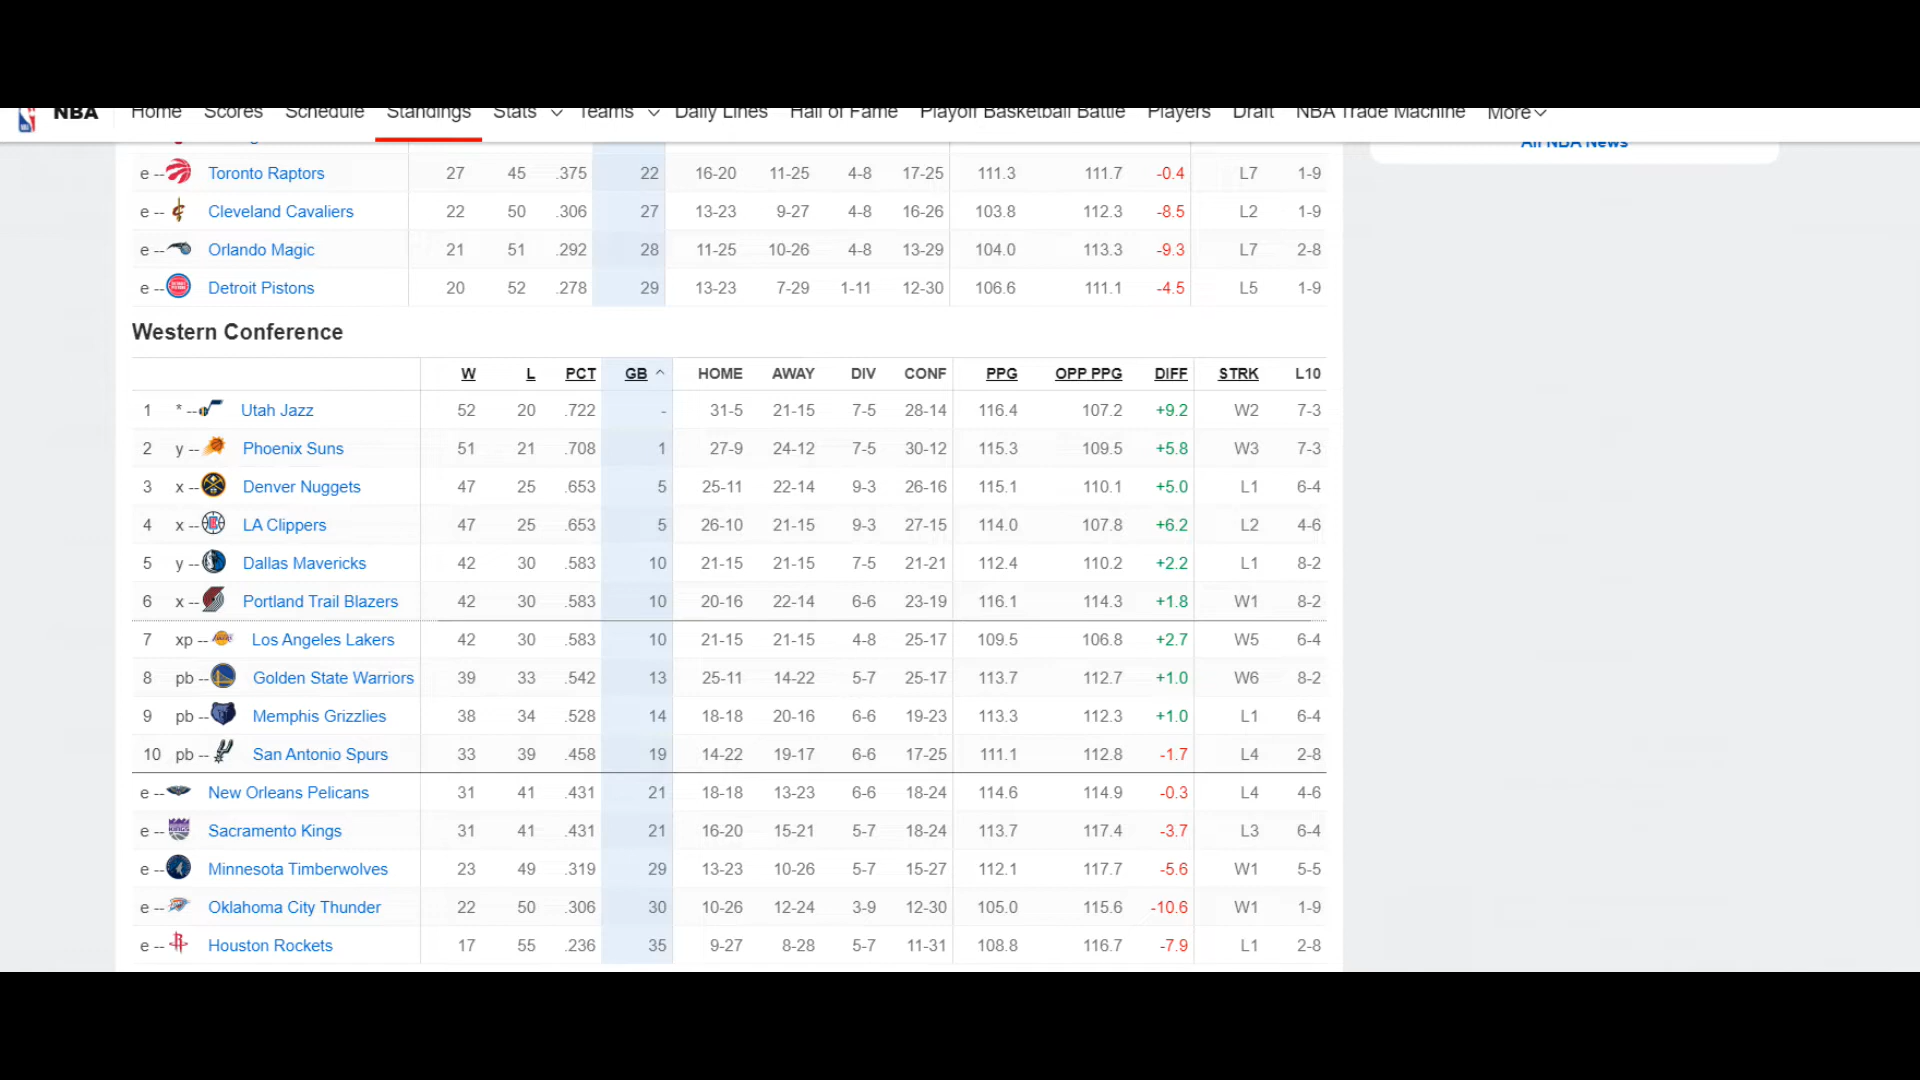 NBA Home Scores Schedule Standings Stats Teams Daily Lines Hall of Fame Playoff Basketball Battle Players Draft NBA Trade Machine More
All NBA News
e -- Toronto Raptors 27 45 .375 22 16-20 11-25 4-8 17-25 111.3 111.7 -0.4 L7 1-9
e -- Cleveland Cavaliers 22 50 .306 27 13-23 9-27 4-8 16-26 103.8 112.3 -8.5 L2 1-9
e -- Orlando Magic 21 51 .292 28 11-25 10-26 4-8 13-29 104.0 113.3 -9.3 L7 2-8
e -- Detroit Pistons 20 52 .278 29 13-23 7-29 1-11 12-30 106.6 111.1 -4.5 L5 1-9
Western Conference
W L PCT GB HOME AWAY DIV CONF PPG OPP PPG DIFF STRK L10
1 * -- Utah Jazz 52 20 .722 - 31-5 21-15 7-5 28-14 116.4 107.2 +9.2 W2 7-3
2 y -- Phoenix Suns 51 21 .708 1 27-9 24-12 7-5 30-12 115.3 109.5 +5.8 W3 7-3
3 x -- Denver Nuggets 47 25 .653 5 25-11 22-14 9-3 26-16 115.1 110.1 +5.0 L1 6-4
4 x -- LA Clippers 47 25 .653 5 26-10 21-15 9-3 27-15 114.0 107.8 +6.2 L2 4-6
5 y -- Dallas Mavericks 42 30 .583 10 21-15 21-15 7-5 21-21 112.4 110.2 +2.2 L1 8-2
6 x -- Portland Trail Blazers 42 30 .583 10 20-16 22-14 6-6 23-19 116.1 114.3 +1.8 W1 8-2
7 xp -- Los Angeles Lakers 42 30 .583 10 21-15 21-15 4-8 25-17 109.5 106.8 +2.7 W5 6-4
8 pb -- Golden State Warriors 39 33 .542 13 25-11 14-22 5-7 25-17 113.7 112.7 +1.0 W6 8-2
9 pb -- Memphis Grizzlies 38 34 .528 14 18-18 20-16 6-6 19-23 113.3 112.3 +1.0 L1 6-4
10 pb -- San Antonio Spurs 33 39 .458 19 14-22 19-17 6-6 17-25 111.1 112.8 -1.7 L4 2-8
e -- New Orleans Pelicans 31 41 .431 21 18-18 13-23 6-6 18-24 114.6 114.9 -0.3 L4 4-6
e -- Sacramento Kings 31 41 .431 21 16-20 15-21 5-7 18-24 113.7 117.4 -3.7 L3 6-4
e -- Minnesota Timberwolves 23 49 .319 29 13-23 10-26 5-7 15-27 112.1 117.7 -5.6 W1 5-5
e -- Oklahoma City Thunder 22 50 .306 30 10-26 12-24 3-9 12-30 105.0 115.6 -10.6 W1 1-9
e -- Houston Rockets 17 55 .236 35 9-27 8-28 5-7 11-31 108.8 116.7 -7.9 L1 2-8